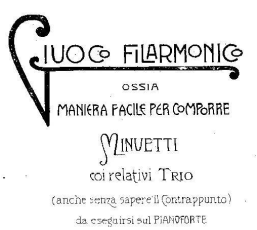 GIUOCO FILARMONICO
OSSIA
MANIERA FACILE PER COMPORRE
MINUETTI
coi relativi TRIO
(anche senza sapere il Contrappunto)
da eseguirsi sul PIANOFORTE